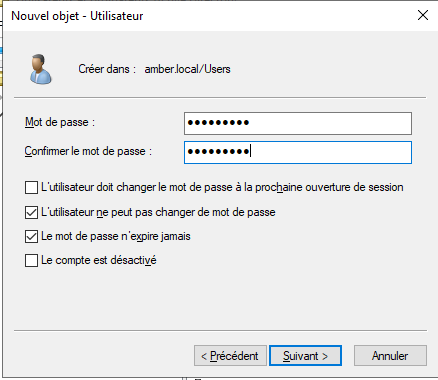 Nouvel objet - Utilisateur
Créer dans : amber.local/Users
Mot de passe :
●●●●●●●●●
Confirmer le mot de passe :
●●●●●●●●●
L'utilisateur doit changer le mot de passe à la prochaine ouverture de session
L'utilisateur ne peut pas changer de mot de passe
Le mot de passe n'expire jamais
Le compte est désactivé
< Précédent Suivant > Annuler